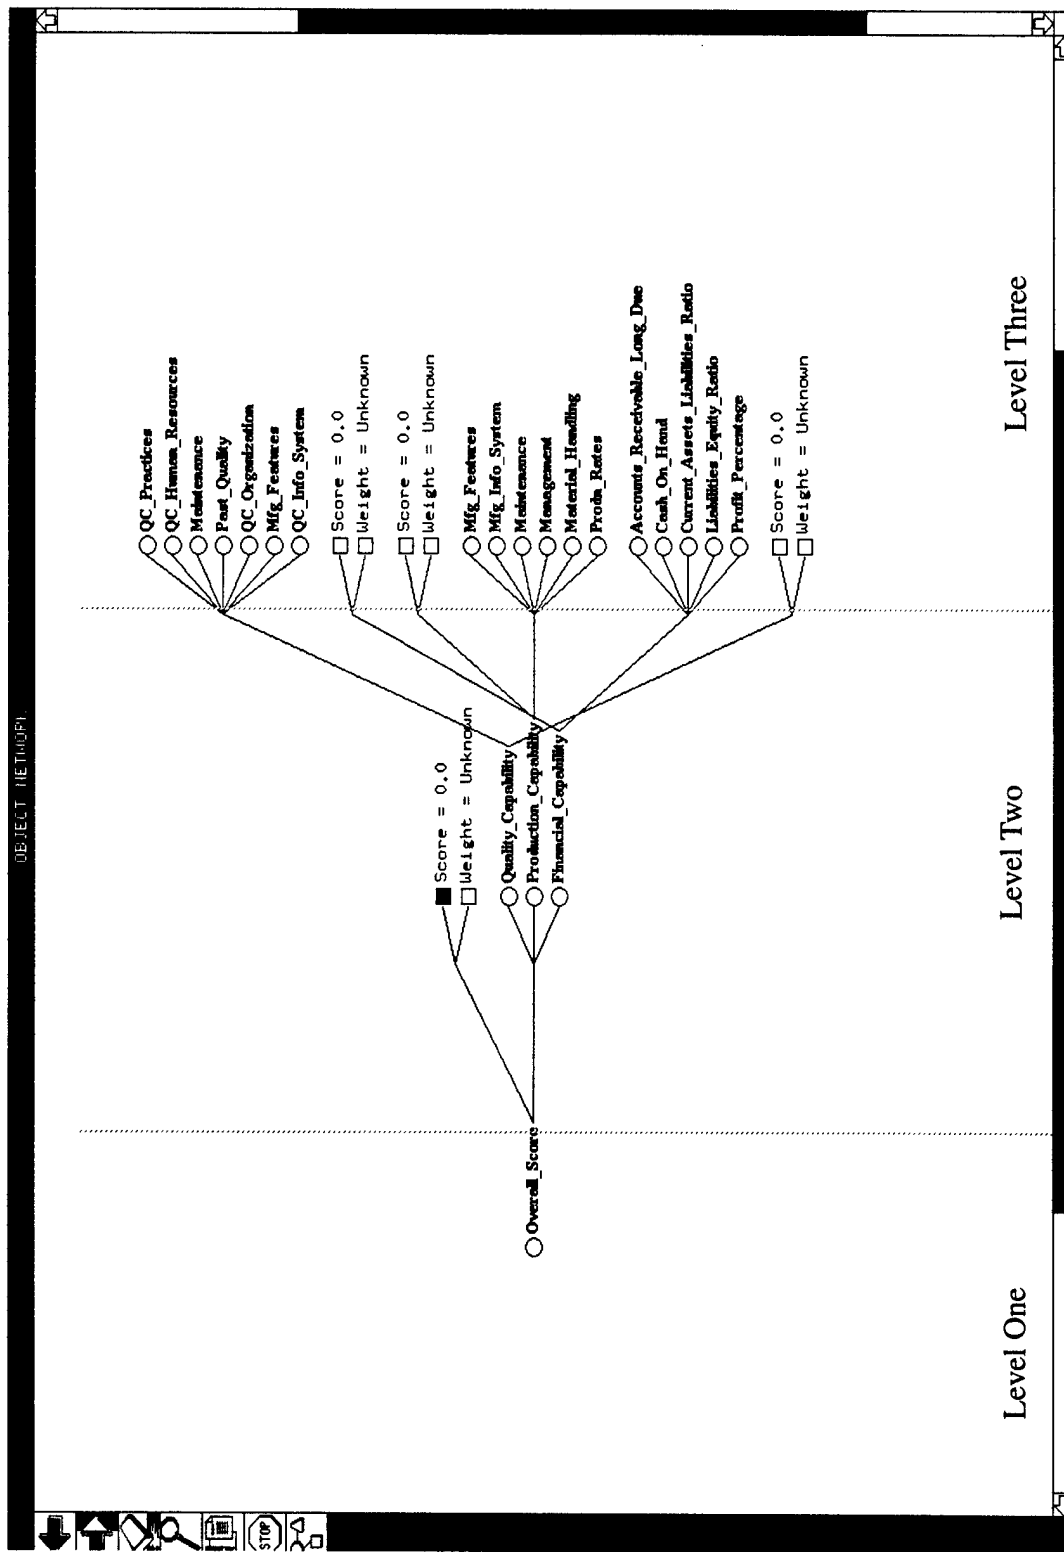 OBJECT NETWORK
QC_Practices
QC_Human_Resources
Maintenance
Past_Quality
QC_Organization
Mfg_Features
QC_Info_System
Score = 0.0
Weight = Unknown
Score = 0.0
Weight = Unknown
Mfg_Features
Mfg_Info_System
Maintenance
Management
Material_Handling
Prodn_Rates
Accounts_Receivable_Long_Due
Cash_On_Hand
Current_Assets_Liabilities_Ratio
Liabilities_Equity_Ratio
Profit_Percentage
Score = 0.0
Weight = Unknown
Score = 0.0
Weight = Unknown
Quality_Capability
Production_Capability
Financial_Capability
Overall_Score
Level One
Level Two
Level Three
STOP